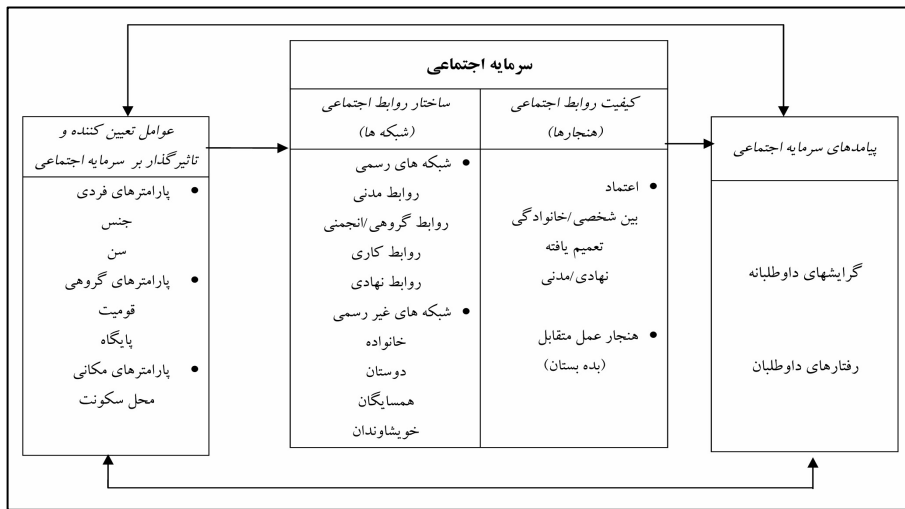 سرمایه اجتماعی
عوامل تعیین کننده و
تاثیرگذار بر سرمایه اجتماعی
• پارامترهای فردی
جنس
سن
• پارامترهای گروهی
قومیت
پایگاه
• پارامترهای مکانی
محل سکونت
ساختار روابط اجتماعی
(شبکه ها)
• شبکه های رسمی
روابط مدنی
روابط گروهی/انجمنی
روابط کاری
روابط نهادی
• شبکه های غیر رسمی
خانواده
دوستان
همسایگان
خویشاوندان
کیفیت روابط اجتماعی
(هنجارها)
• اعتماد
بین شخصی/خانوادگی
تعمیم یافته
نهادی/مدنی
• هنجار عمل متقابل
(بده بستان)
پیامدهای سرمایه اجتماعی
گرایشهای داوطلبانه
رفتارهای داوطلبان